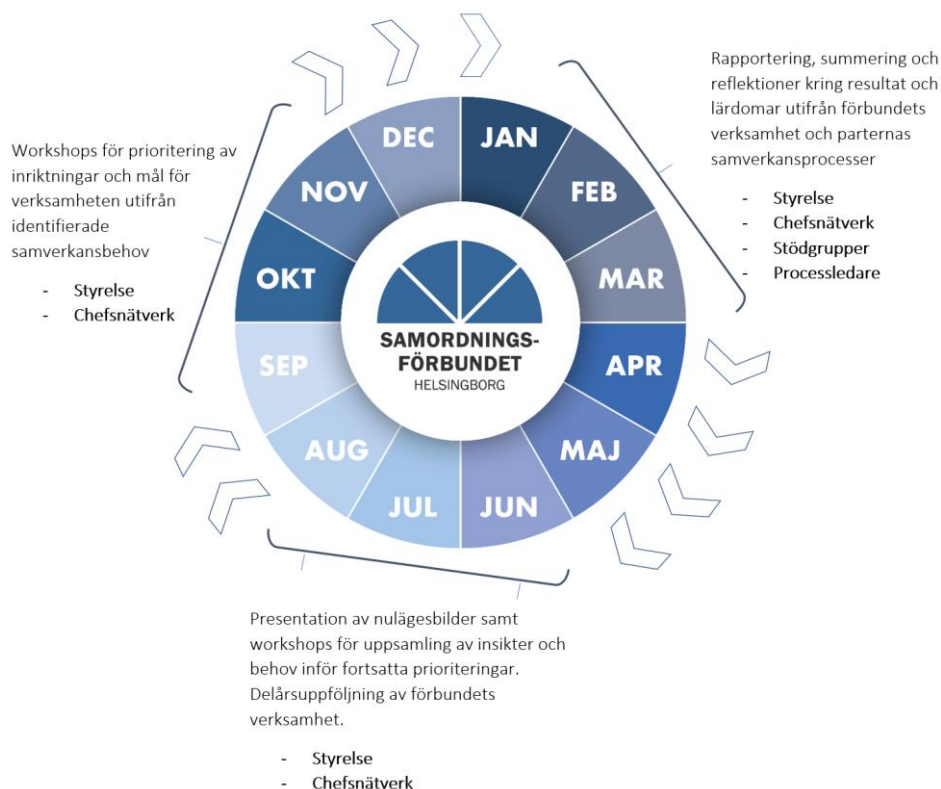 Rapportering, summering och
reflektioner kring resultat och
lärdomar utifrån förbundets
verksamhet och parternas
samverkansprocesser
- Styrelse
- Chefsnätverk
- Stödgrupper
- Processledare
Workshops för prioritering av
inriktningar och mål för
verksamheten utifrån
identifierade
samverkansbehov
- Styrelse
- Chefsnätverk
JAN
FEB
MAR
APR
MAJ
JUN
JUL
AUG
SEP
OKT
NOV
DEC
SAMORDNINGS-
FÖRBUNDET
HELSINGBORG
Presentation av nulägesbilder samt
workshops för uppsamling av insikter och
behov inför fortsatta prioriteringar.
Delårsuppföljning av förbundets
verksamhet.
- Styrelse
- Chefsnätverk